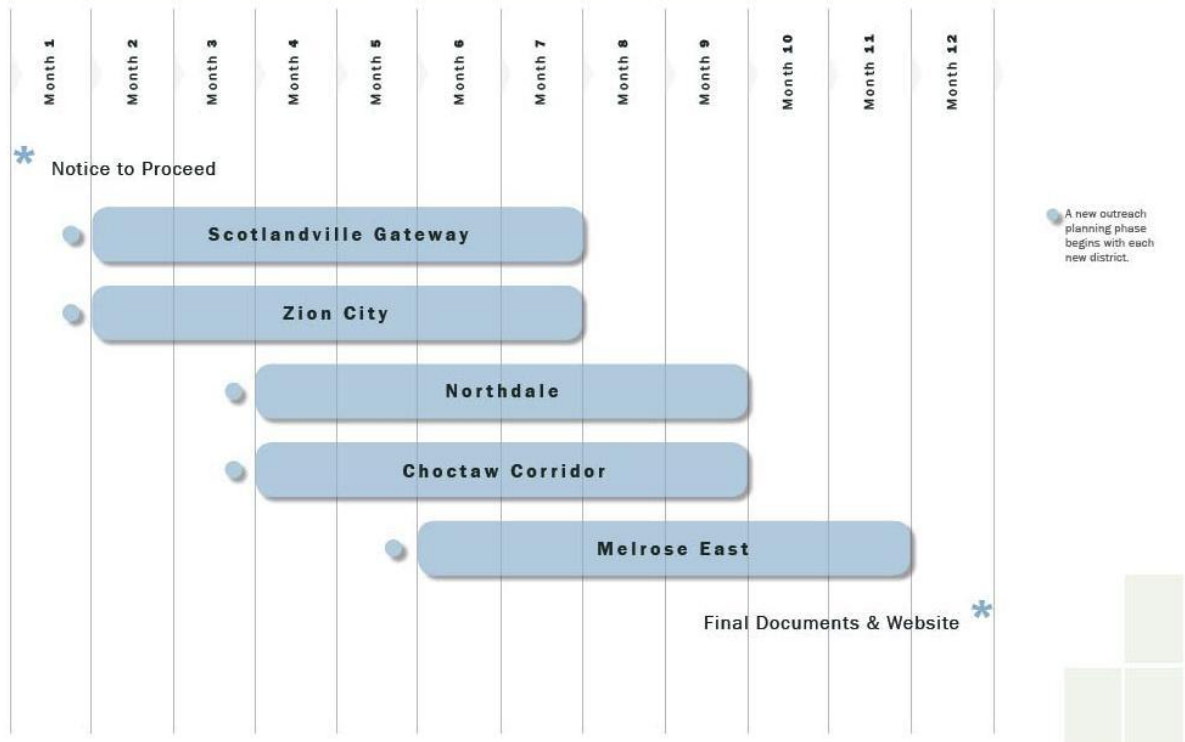 Month 1
Month 2
Month 3
Month 4
Month 5
Month 6
Month 7
Month 8
Month 9
Month 10
Month 11
Month 12
* Notice to Proceed
Scotlandville Gateway
A new outreach
planning phase
begins with each
new district.
Zion City
Northdale
Choctaw Corridor
Melrose East
Final Documents & Website *